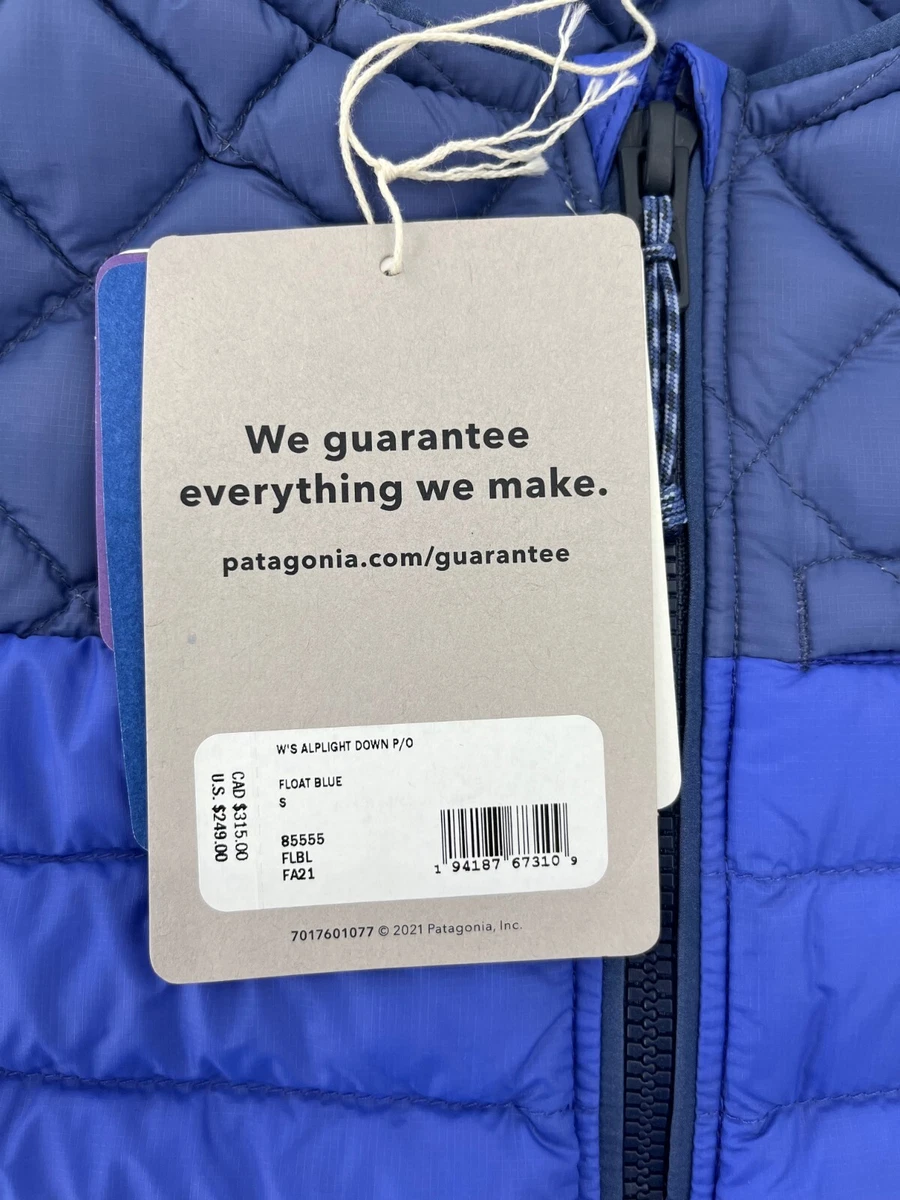 We guarantee
everything we make.
patagonia.com/guarantee
W'S ALPLIGHT DOWN P/O
FLOAT BLUE
S
CAD $315.00
U.S. $249.00
85555
FLBL
FA21
1 94187 67310 9
7017601077 © 2021 Patagonia, Inc.